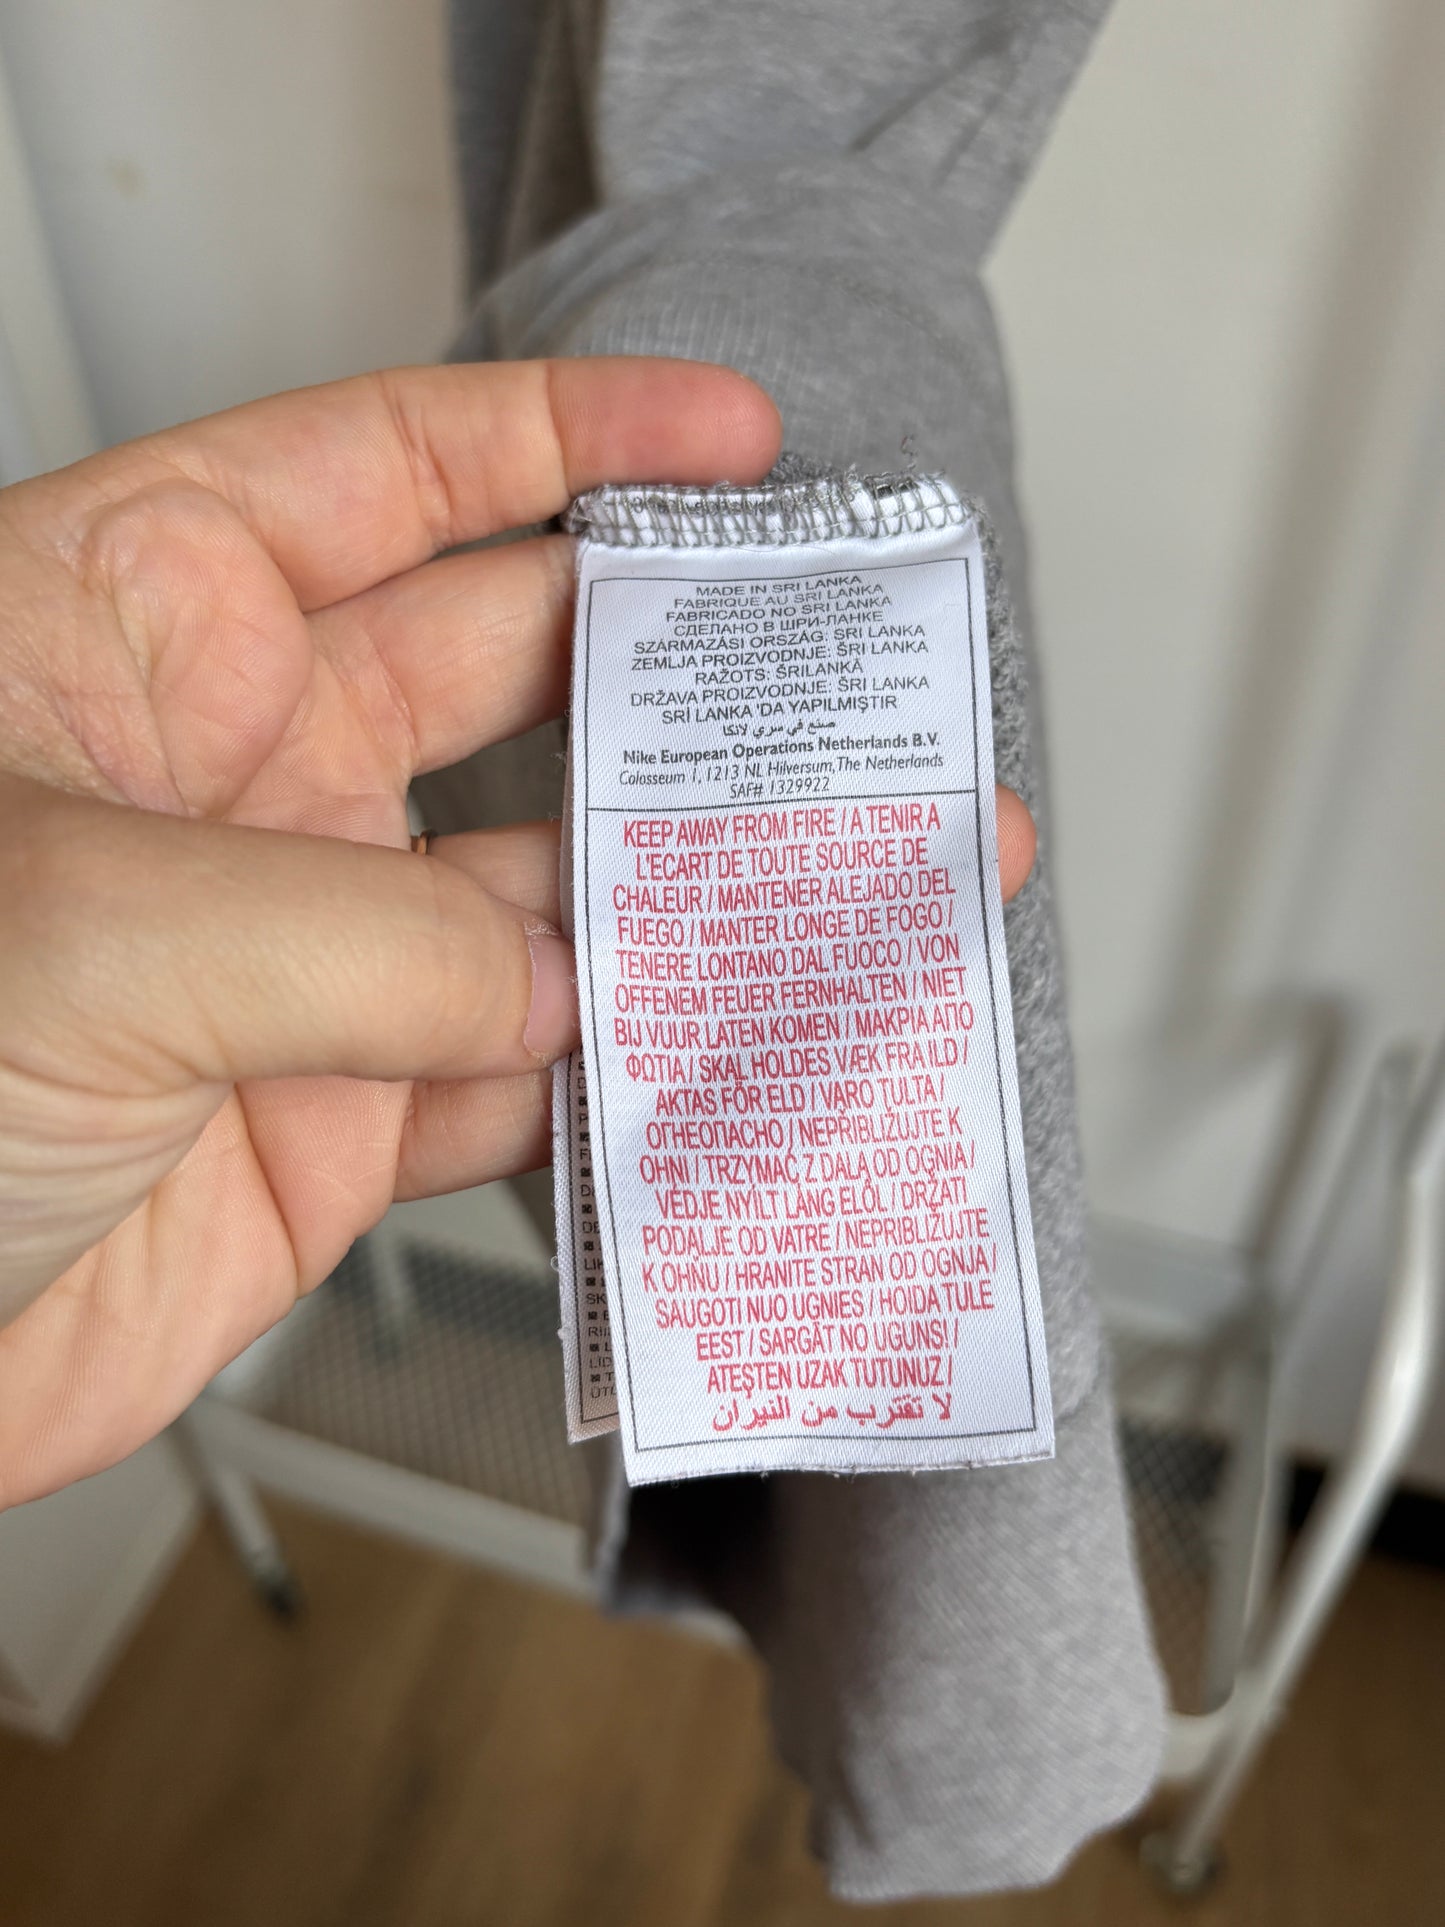 MADE IN SRI LANKA
FABRIQUE AU SRI LANKA
FABRICADO NO SRI LANKA
СДЕЛАНО В ШРИ-ЛАНКЕ
SZÁRMAZÁSI ORSZÁG: SRI LANKA
ZEMLJA PROIZVODNJE: ŠRI LANKA
RAŽOTS: ŠRILANKĀ
DRŽAVA PROIZVODNJE: ŠRI LANKA
SRİ LANKA 'DA YAPILMIŞTIR
صنع في سري لانكا
Nike European Operations Netherlands B.V.
Colosseum 1, 1213 NL Hilversum, The Netherlands
SAF# 1329922
KEEP AWAY FROM FIRE / A TENIR A
L'ECART DE TOUTE SOURCE DE
CHALEUR / MANTENER ALEJADO DEL
FUEGO / MANTER LONGE DE FOGO /
TENERE LONTANO DAL FUOCO / VON
OFFENEM FEUER FERNHALTEN / NIET
BIJ VUUR LATEN KOMEN / ΜΑΚΡΙΑ ΑΠΟ
ΦΩΤΙΑ / SKAL HOLDES VÆK FRA ILD /
AKTAS FÖR ELD / VARO TULTA /
ОГНЕОПАСНО / NEPŘIBLIŽUJTE K
OHNI / TRZYMAĆ Z DALA OD OGNIA /
VÉDJE NYÍLT LÁNG ELŐL / DRŽATI
PODALJE OD VATRE / NEPRIBLIŽUJTE
K OHŇU / HRANITE STRAN OD OGNJA /
SAUGOTI NUO UGNIES / HOIDA TULE
EEST / SARGĀT NO UGUNS! /
ATEŞTEN UZAK TUTUNUZ /
لا تقترب من النيران